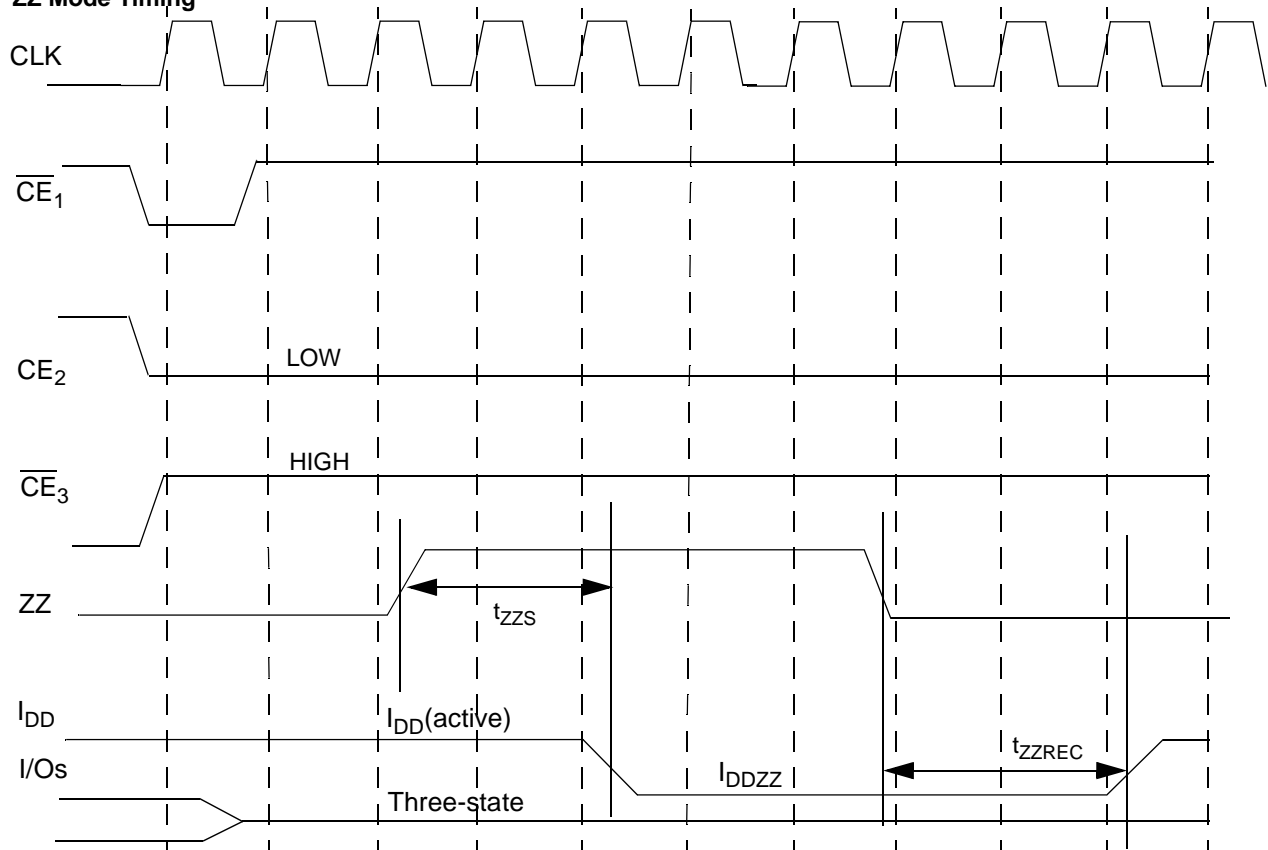 ZZ Mode Timing
CLK
CE1
CE2
LOW
CE3
HIGH
ZZ
tZZS
IDD
IDD(active)
I/Os
IDDZZ
tZZREC
Three-state